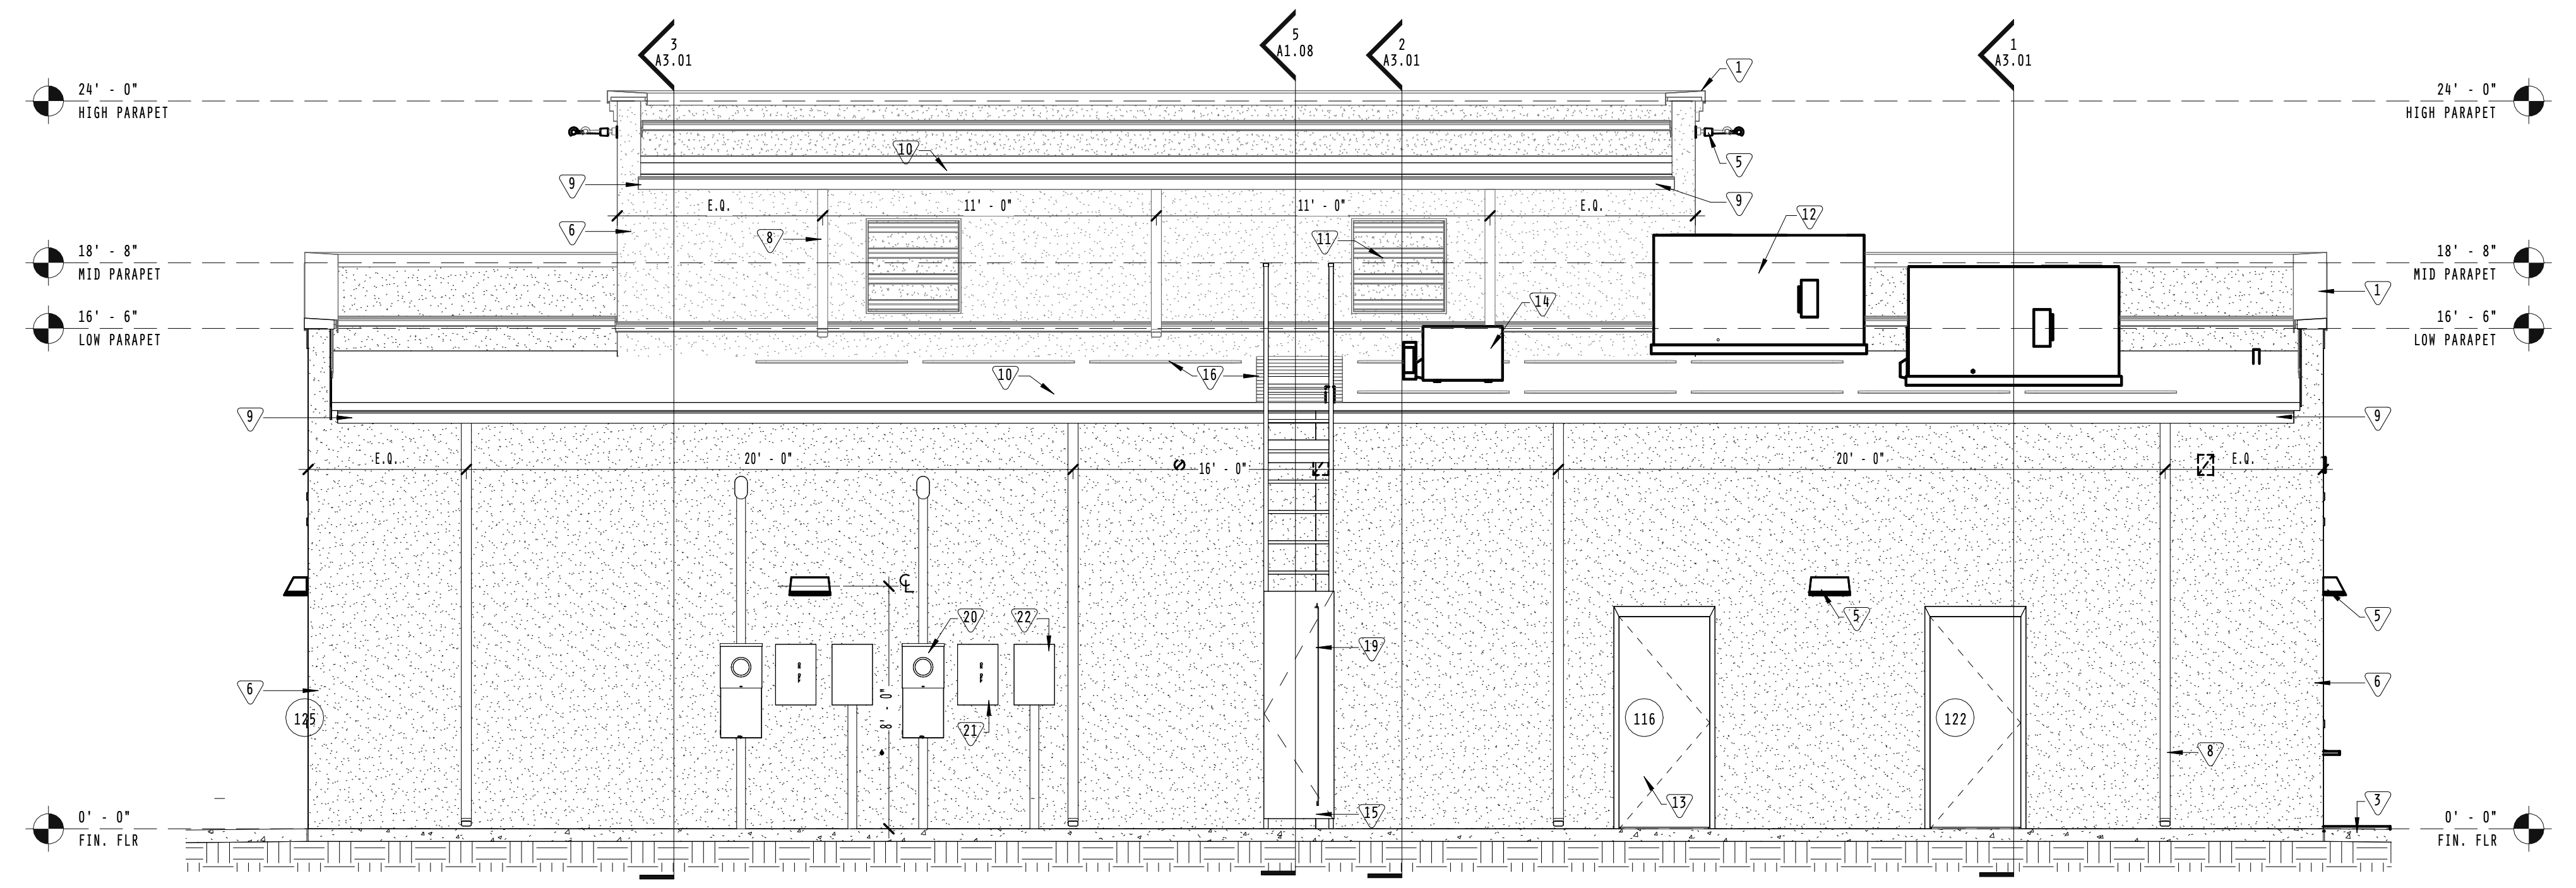 3
A3.01
5
A1.08
2
A3.01
1
A3.01
1
24' - 0"
HIGH PARAPET
24' - 0"
HIGH PARAPET
10
5
9
9
E.Q.
11' - 0"
11' - 0"
E.Q.
12
6
8
11
18' - 8"
MID PARAPET
18' - 8"
MID PARAPET
1
14
16' - 6"
LOW PARAPET
16' - 6"
LOW PARAPET
10
16
9
9
E.Q.
20' - 0"
16' - 0"
20' - 0"
E.Q.
℄
20
22
5
5
19
6
6
8' - 0"
125
21
116
122
8
13
15
3
0' - 0"
FIN. FLR
0' - 0"
FIN. FLR